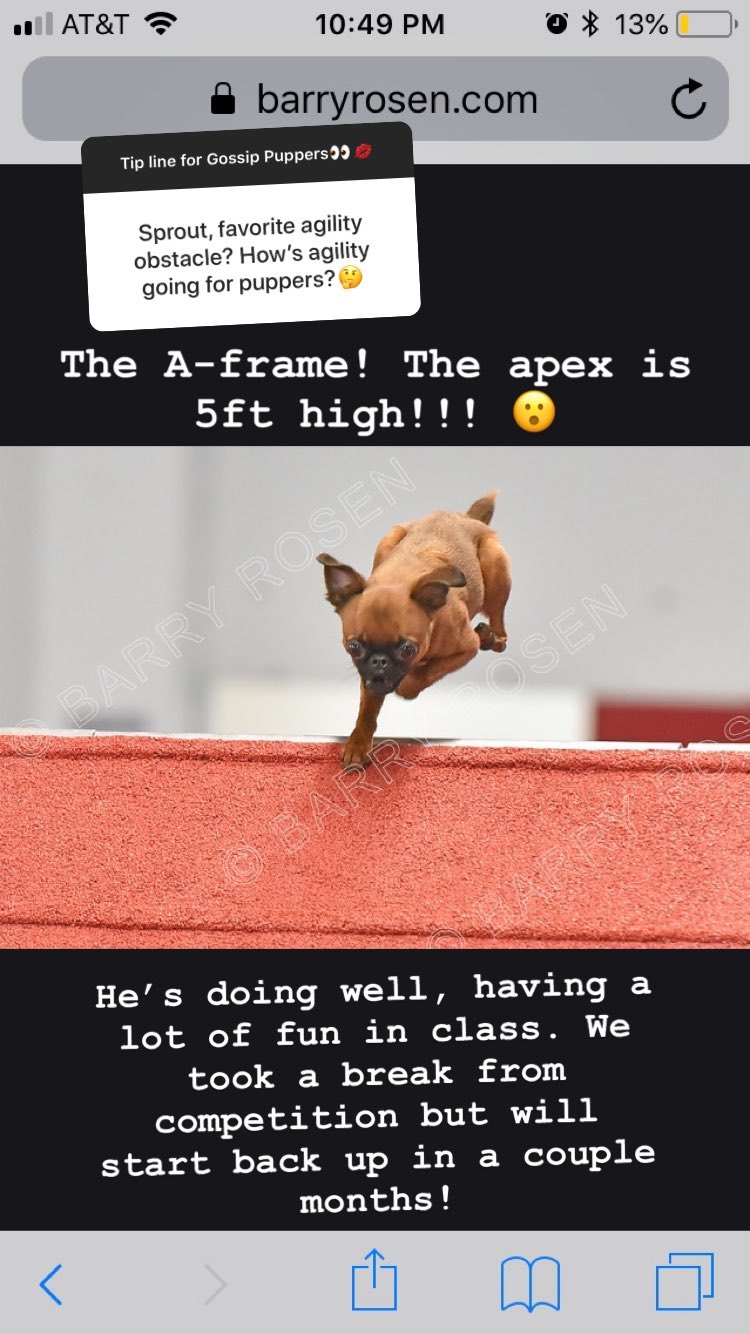 AT&T 10:49 PM 13%
barryrosen.com
Tip line for Gossip Puppers👀💋
Sprout, favorite agility
obstacle? How’s agility
going for puppers?🤔
The A-frame! The apex is
5ft high!!! 😮
© BARRY ROSEN
© BARRY ROSEN
© BARRY ROS
He’s doing well, having a
lot of fun in class. We
took a break from
competition but will
start back up in a couple
months!